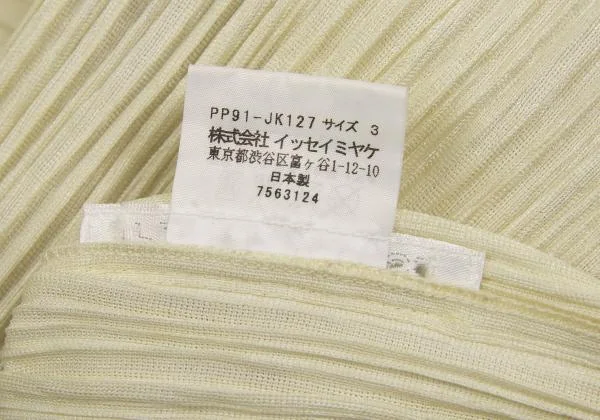 PP91-JK127 サイズ 3
株式会社 イッセイミヤケ
東京都渋谷区富ヶ谷1-12-10
日本製
7563124